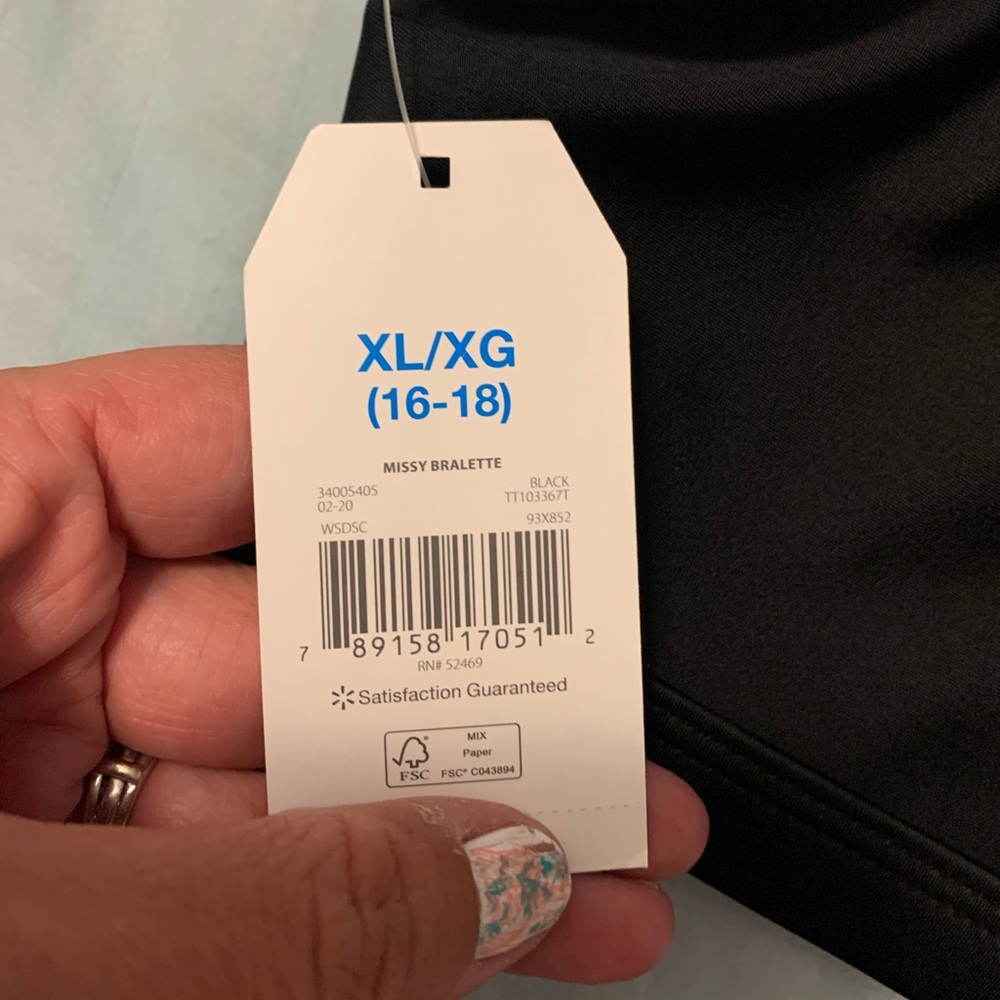 XL/XG
(16-18)
MISSY BRALETTE
34005405 BLACK
02-20 TT103367T
WSDSC 93X852
7 89158 17051 2
RN# 52469
Satisfaction Guaranteed
MIX
Paper
FSC® FSC® C043894